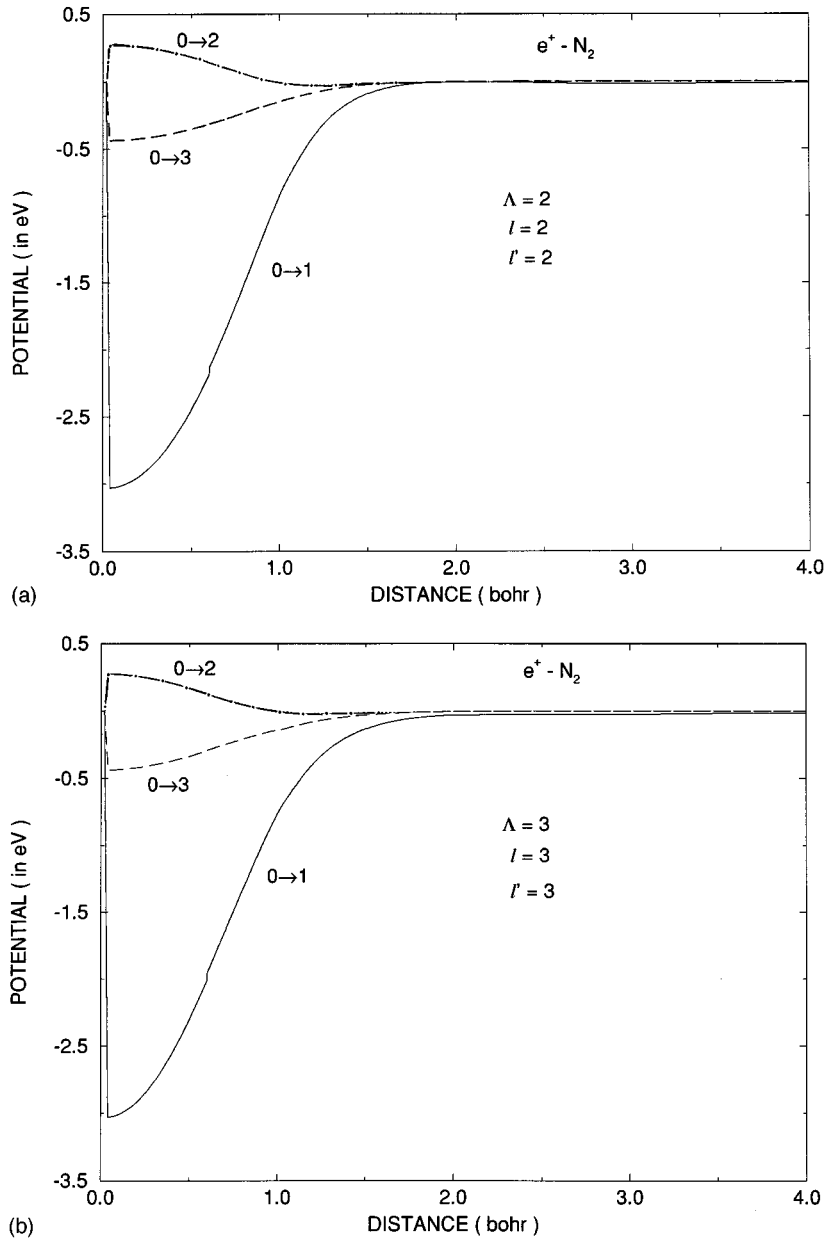 0.5
0→2
e⁺ - N₂
-0.5
0→3
Λ = 2
l = 2
l' = 2
0→1
-1.5
-2.5
-3.5
POTENTIAL ( in eV )
0.0
1.0
2.0
3.0
4.0
(a)
DISTANCE ( bohr )
0.5
0→2
e⁺ - N₂
-0.5
0→3
Λ = 3
l = 3
l' = 3
0→1
-1.5
-2.5
-3.5
POTENTIAL ( in eV )
0.0
1.0
2.0
3.0
4.0
(b)
DISTANCE ( bohr )